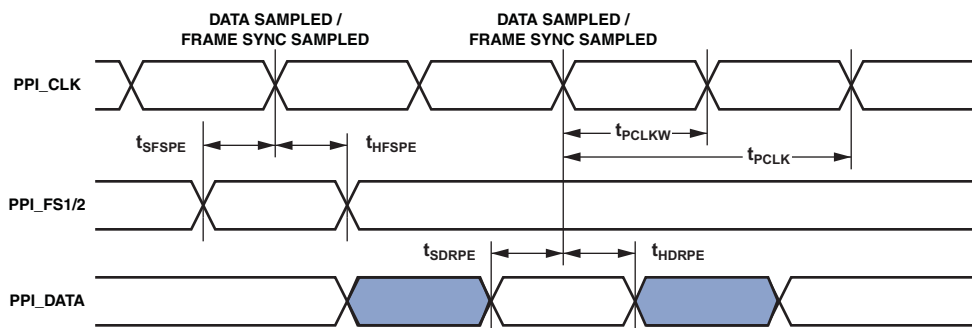 DATA SAMPLED /
FRAME SYNC SAMPLED
DATA SAMPLED /
FRAME SYNC SAMPLED
PPI_CLK
tSFSPE
tHFSPE
tPCLKW
tPCLK
PPI_FS1/2
tSDRPE
tHDRPE
PPI_DATA